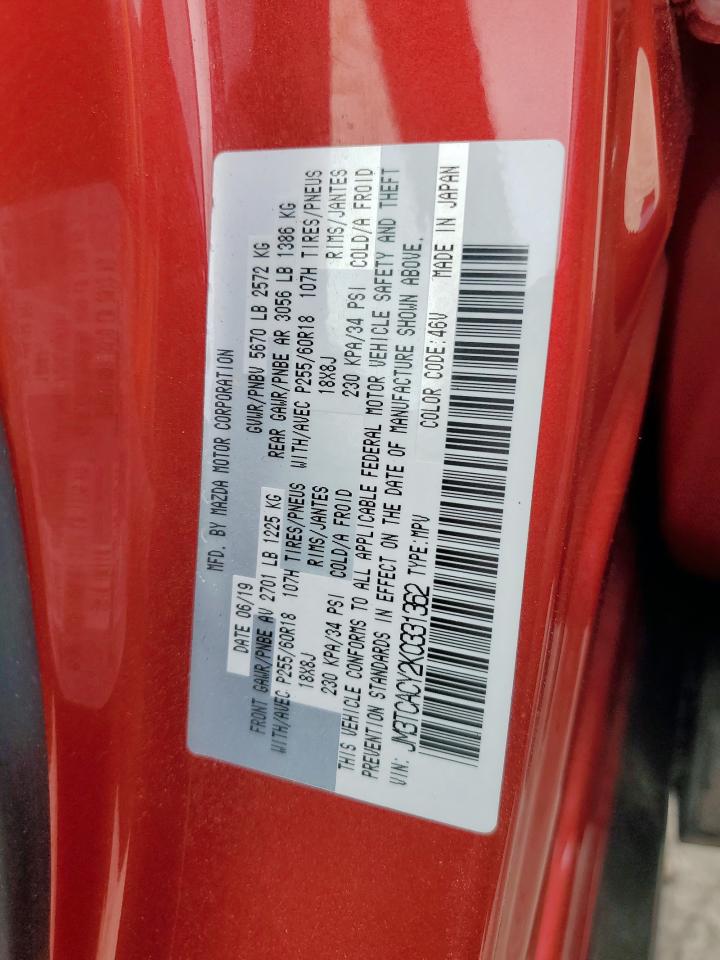 MFD. BY MAZDA MOTOR CORPORATION
DATE 06/19 GVWR/PNBV 5670 LB 2572 KG
FRONT GAWR/PNBE AV 2701 LB 1225 KG REAR GAWR/PNBE AR 3056 LB 1386 KG
WITH/AVEC P255/60R18 107H TIRES/PNEUS WITH/AVEC P255/60R18 107H TIRES/PNEUS
18X8J RIMS/JANTES 18X8J RIMS/JANTES
230 KPA/34 PSI COLD/A FROID 230 KPA/34 PSI COLD/A FROID
THIS VEHICLE CONFORMS TO ALL APPLICABLE FEDERAL MOTOR VEHICLE SAFETY AND THEFT
PREVENTION STANDARDS IN EFFECT ON THE DATE OF MANUFACTURE SHOWN ABOVE.
VIN: JM3TCACY2K0331362 TYPE:MPV COLOR CODE:46V MADE IN JAPAN